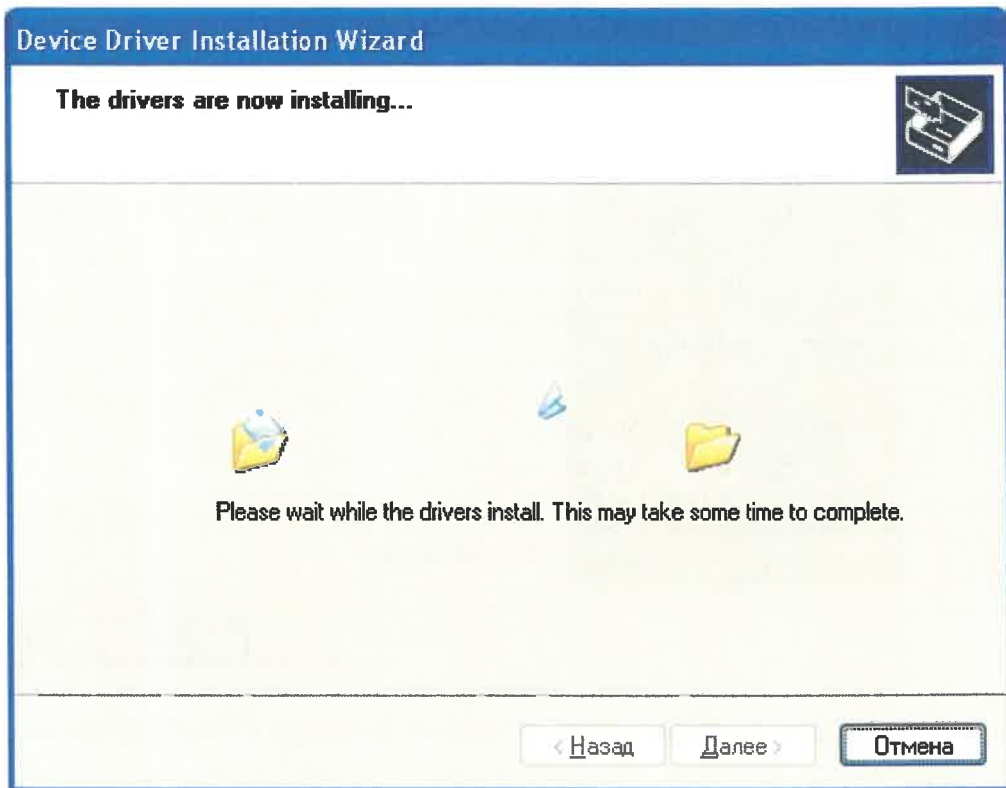 Device Driver Installation Wizard
The drivers are now installing...
Please wait while the drivers install. This may take some time to complete.
< Назад
Далее >
Отмена